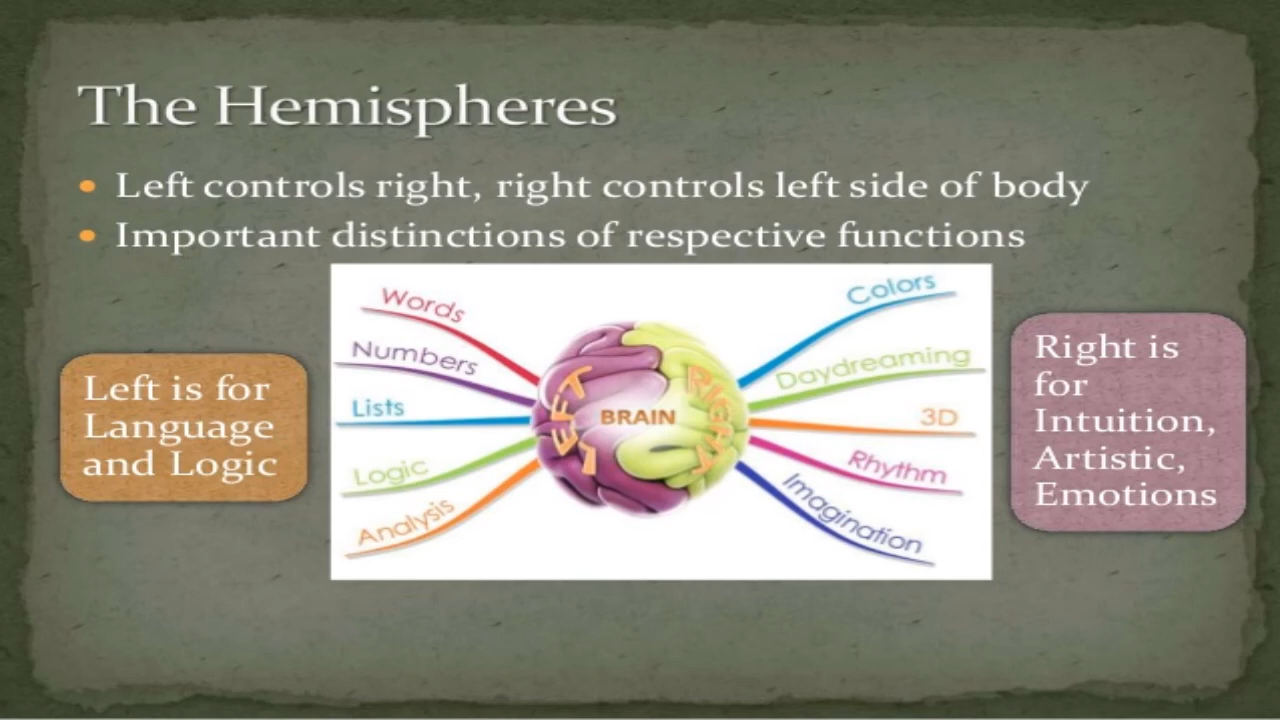 The Hemispheres
Left controls right, right controls left side of body
Important distinctions of respective functions
Left is for
Language
and Logic
Words
Numbers
Lists
Logic
Analysis
LEFT
BRAIN
RIGHT
Colors
Daydreaming
3D
Rhythm
Imagination
Right is
for
Intuition,
Artistic,
Emotions